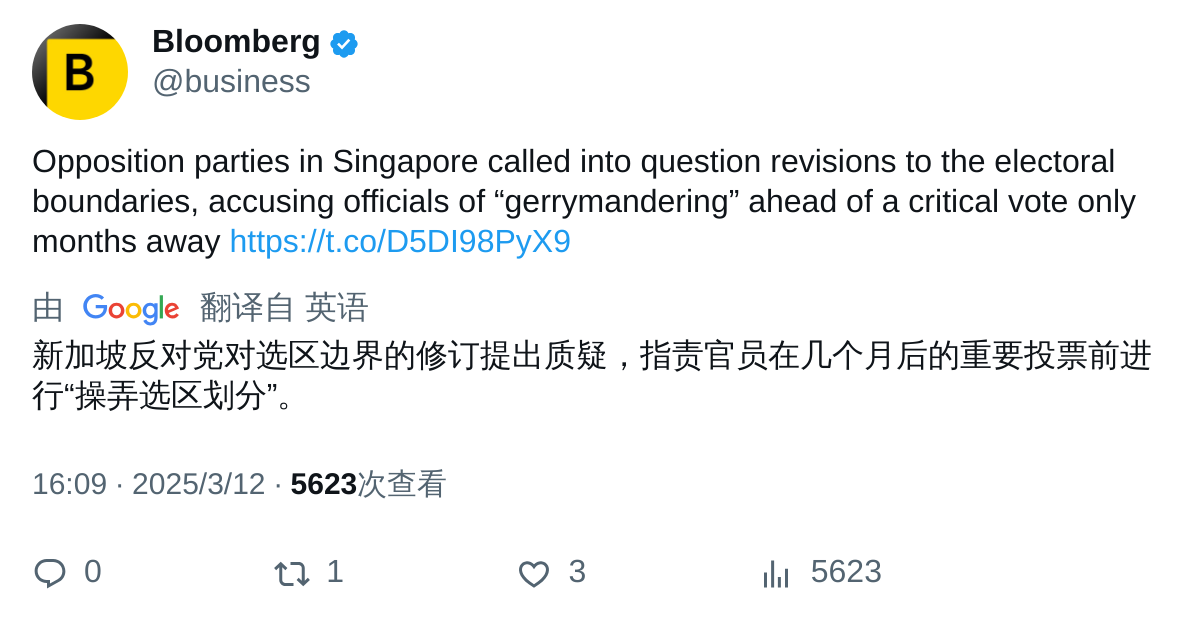 B
Bloomberg
@business
Opposition parties in Singapore called into question revisions to the electoral
boundaries, accusing officials of “gerrymandering” ahead of a critical vote only
months away https://t.co/D5DI98PyX9
由 Google 翻译自 英语
新加坡反对党对选区边界的修订提出质疑，指责官员在几个月后的重要投票前进
行“操弄选区划分”。
16:09 · 2025/3/12 · 5623次查看
0 1 3 5623